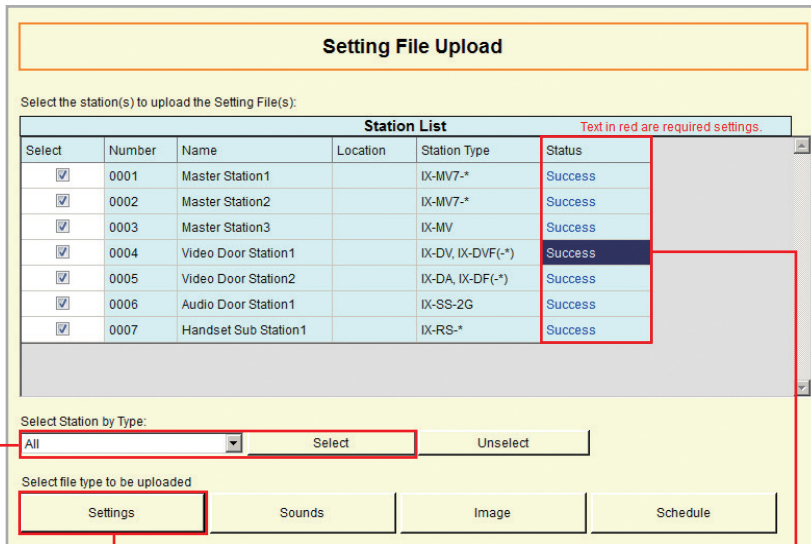 Setting File Upload
Select the station(s) to upload the Setting File(s):
Station List Text in red are required settings.
Select Number Name Location Station Type Status
0001 Master Station1 IX-MV7-* Success
0002 Master Station2 IX-MV7-* Success
0003 Master Station3 IX-MV Success
0004 Video Door Station1 IX-DV, IX-DVF(-*) Success
0005 Video Door Station2 IX-DA, IX-DF(-*) Success
0006 Audio Door Station1 IX-SS-2G Success
0007 Handset Sub Station1 IX-RS-* Success
Select Station by Type:
All Select Unselect
Select file type to be uploaded
Settings Sounds Image Schedule